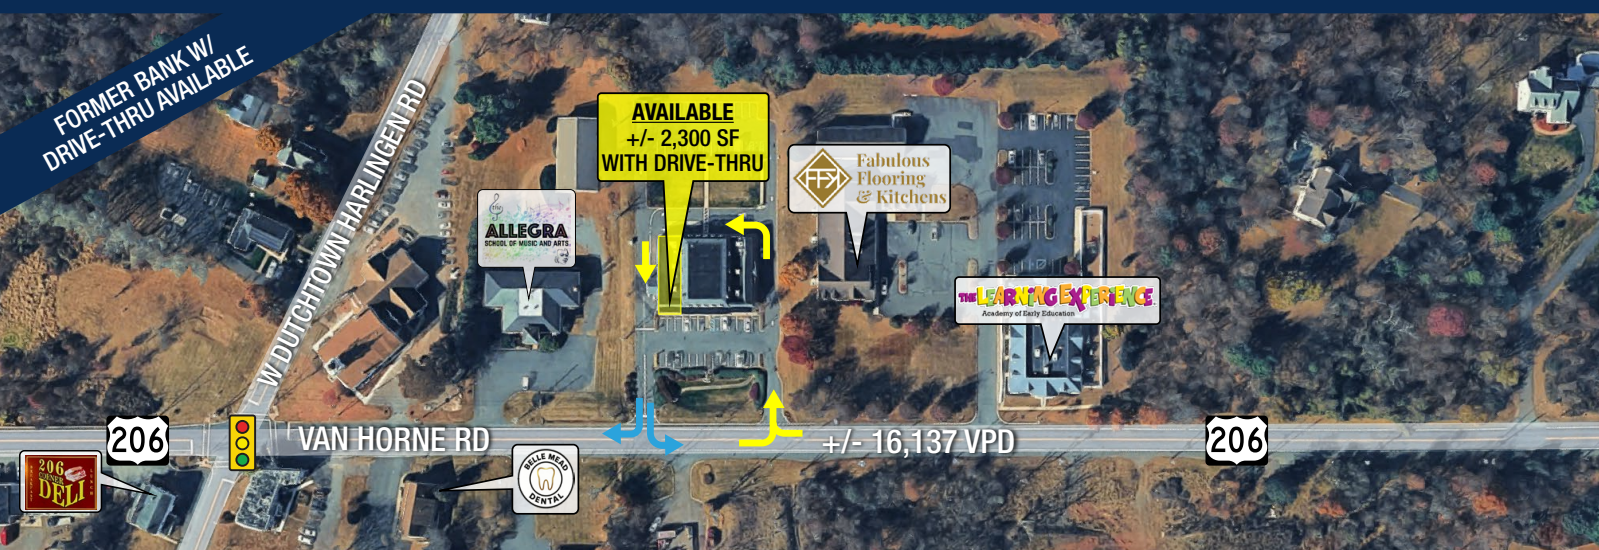 FORMER BANK W/
DRIVE-THRU AVAILABLE
W DUTCHTOWN HARLINGEN RD
AVAILABLE
+/- 2,300 SF
WITH DRIVE-THRU
the
ALLEGRA
SCHOOL OF MUSIC AND ARTS
FFK
Fabulous
Flooring
& Kitchens
THE LEARNING EXPERIENCE
Academy of Early Education
206
VAN HORNE RD
+/- 16,137 VPD
206
206
CORNER
DELI
BELLE MEAD
DENTAL